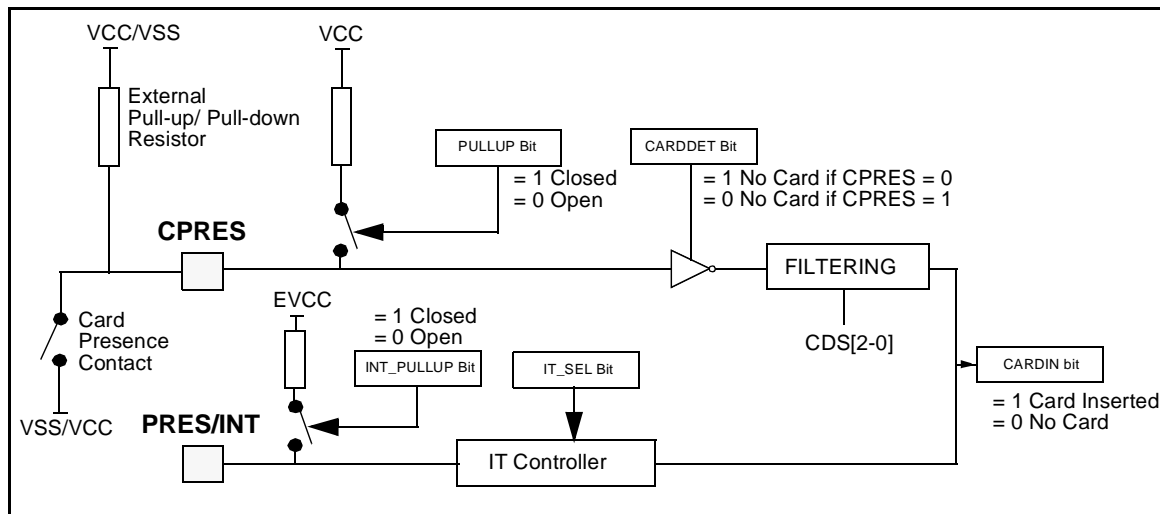 VCC/VSS
VCC
External
Pull-up/ Pull-down
Resistor
PULLUP Bit
= 1 Closed
= 0 Open
CARDDET Bit
= 1 No Card if CPRES = 0
= 0 No Card if CPRES = 1
CPRES
FILTERING
CDS[2-0]
Card
Presence
Contact
VSS/VCC
EVCC
= 1 Closed
= 0 Open
INT_PULLUP Bit
IT_SEL Bit
CARDIN bit
= 1 Card Inserted
= 0 No Card
PRES/INT
IT Controller